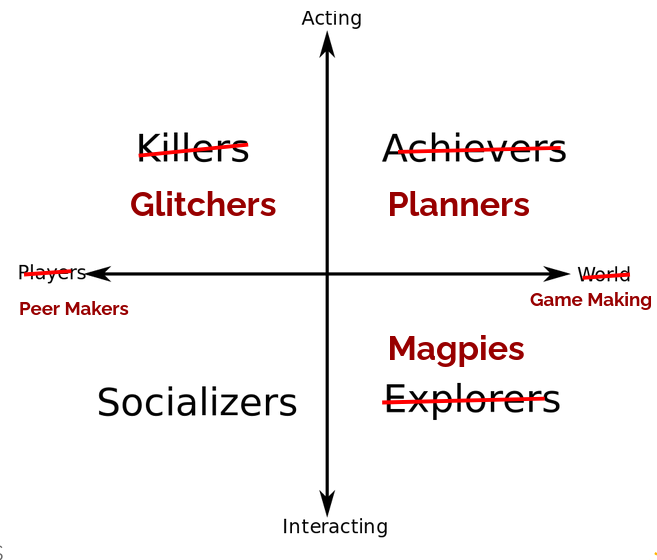 Acting
Killers
Achievers
Glitchers
Planners
Players
World
Peer Makers
Game Making
Magpies
Socializers
Explorers
Interacting